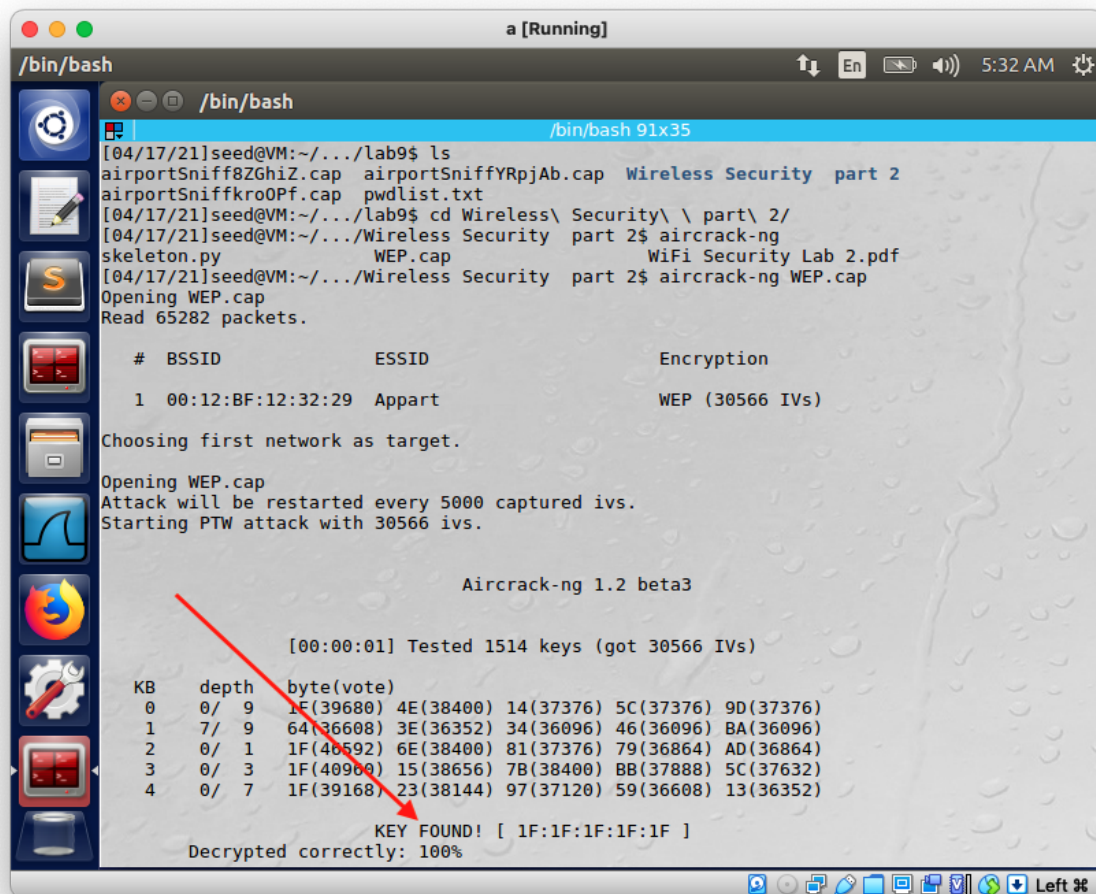 a [Running]
/bin/bash En 5:32 AM
/bin/bash
/bin/bash 91x35
[04/17/21]seed@VM:~/.../lab9$ ls
airportSniff8ZGhiZ.cap airportSniffYRpjAb.cap Wireless Security  part 2
airportSniffkroOPf.cap pwdlist.txt
[04/17/21]seed@VM:~/.../lab9$ cd Wireless\ Security\ \ part\ 2/
[04/17/21]seed@VM:~/.../Wireless Security  part 2$ aircrack-ng
skeleton.py WEP.cap WiFi Security Lab 2.pdf
[04/17/21]seed@VM:~/.../Wireless Security  part 2$ aircrack-ng WEP.cap
Opening WEP.cap
Read 65282 packets.
# BSSID ESSID Encryption
1 00:12:BF:12:32:29 Appart WEP (30566 IVs)
Choosing first network as target.
Opening WEP.cap
Attack will be restarted every 5000 captured ivs.
Starting PTW attack with 30566 ivs.
Aircrack-ng 1.2 beta3
[00:00:01] Tested 1514 keys (got 30566 IVs)
KB depth byte(vote)
0 0/ 9 1F(39680) 4E(38400) 14(37376) 5C(37376) 9D(37376)
1 7/ 9 64(36608) 3E(36352) 34(36096) 46(36096) BA(36096)
2 0/ 1 1F(46592) 6E(38400) 81(37376) 79(36864) AD(36864)
3 0/ 3 1F(40960) 15(38656) 7B(38400) BB(37888) 5C(37632)
4 0/ 7 1F(39168) 23(38144) 97(37120) 59(36608) 13(36352)
KEY FOUND! [ 1F:1F:1F:1F:1F ]
Decrypted correctly: 100%
Left ⌘